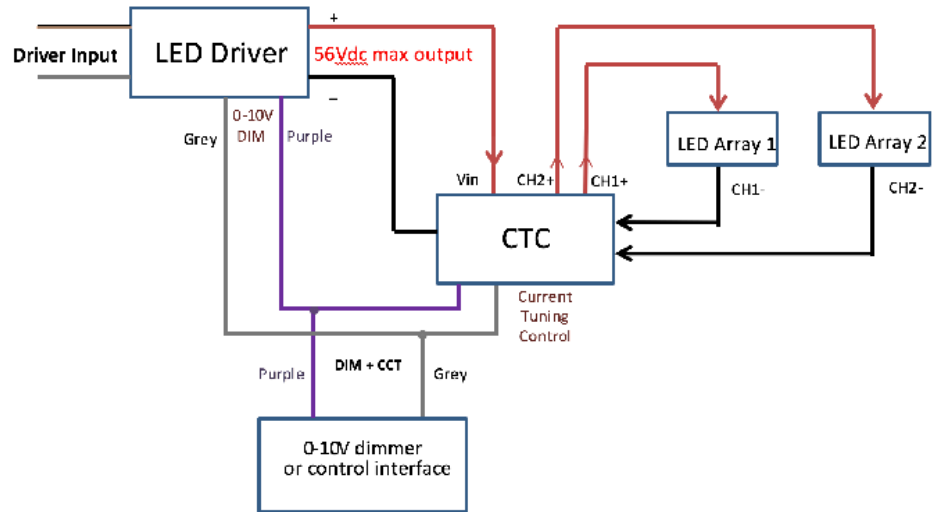 Driver Input
LED Driver
+
56Vdc max output
–
0-10V
DIM
Grey
Purple
Vin
CH2+
CH1+
LED Array 1
LED Array 2
CH1-
CH2-
CTC
Current
Tuning
Control
DIM + CCT
Purple
Grey
0-10V dimmer
or control interface